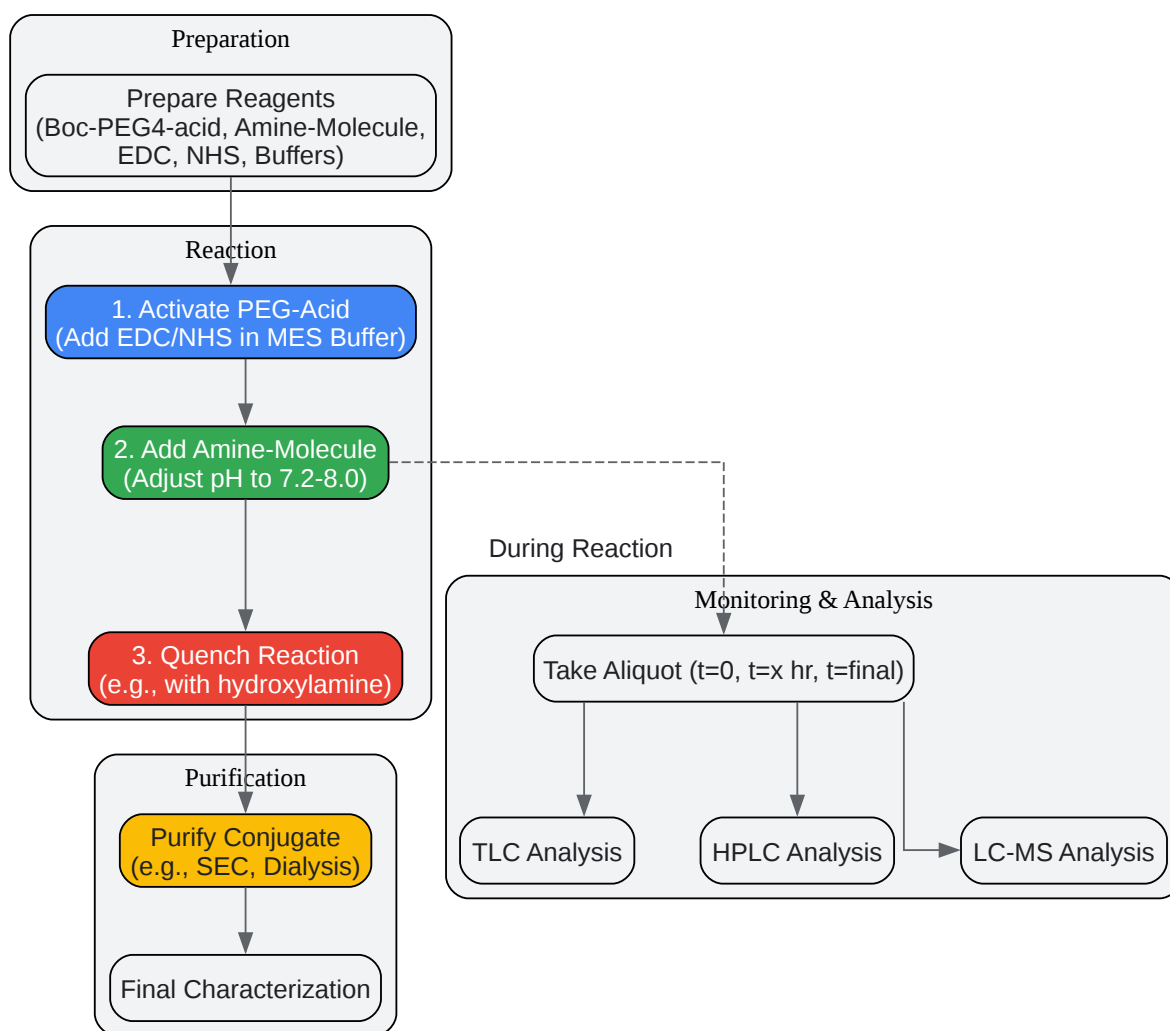 Preparation
Prepare Reagents
(Boc-PEG4-acid, Amine-Molecule,
EDC, NHS, Buffers)
Reaction
1. Activate PEG-Acid
(Add EDC/NHS in MES Buffer)
2. Add Amine-Molecule
(Adjust pH to 7.2-8.0)
3. Quench Reaction
(e.g., with hydroxylamine)
During Reaction
Monitoring & Analysis
Take Aliquot (t=0, t=x hr, t=final)
TLC Analysis
HPLC Analysis
LC-MS Analysis
Purification
Purify Conjugate
(e.g., SEC, Dialysis)
Final Characterization